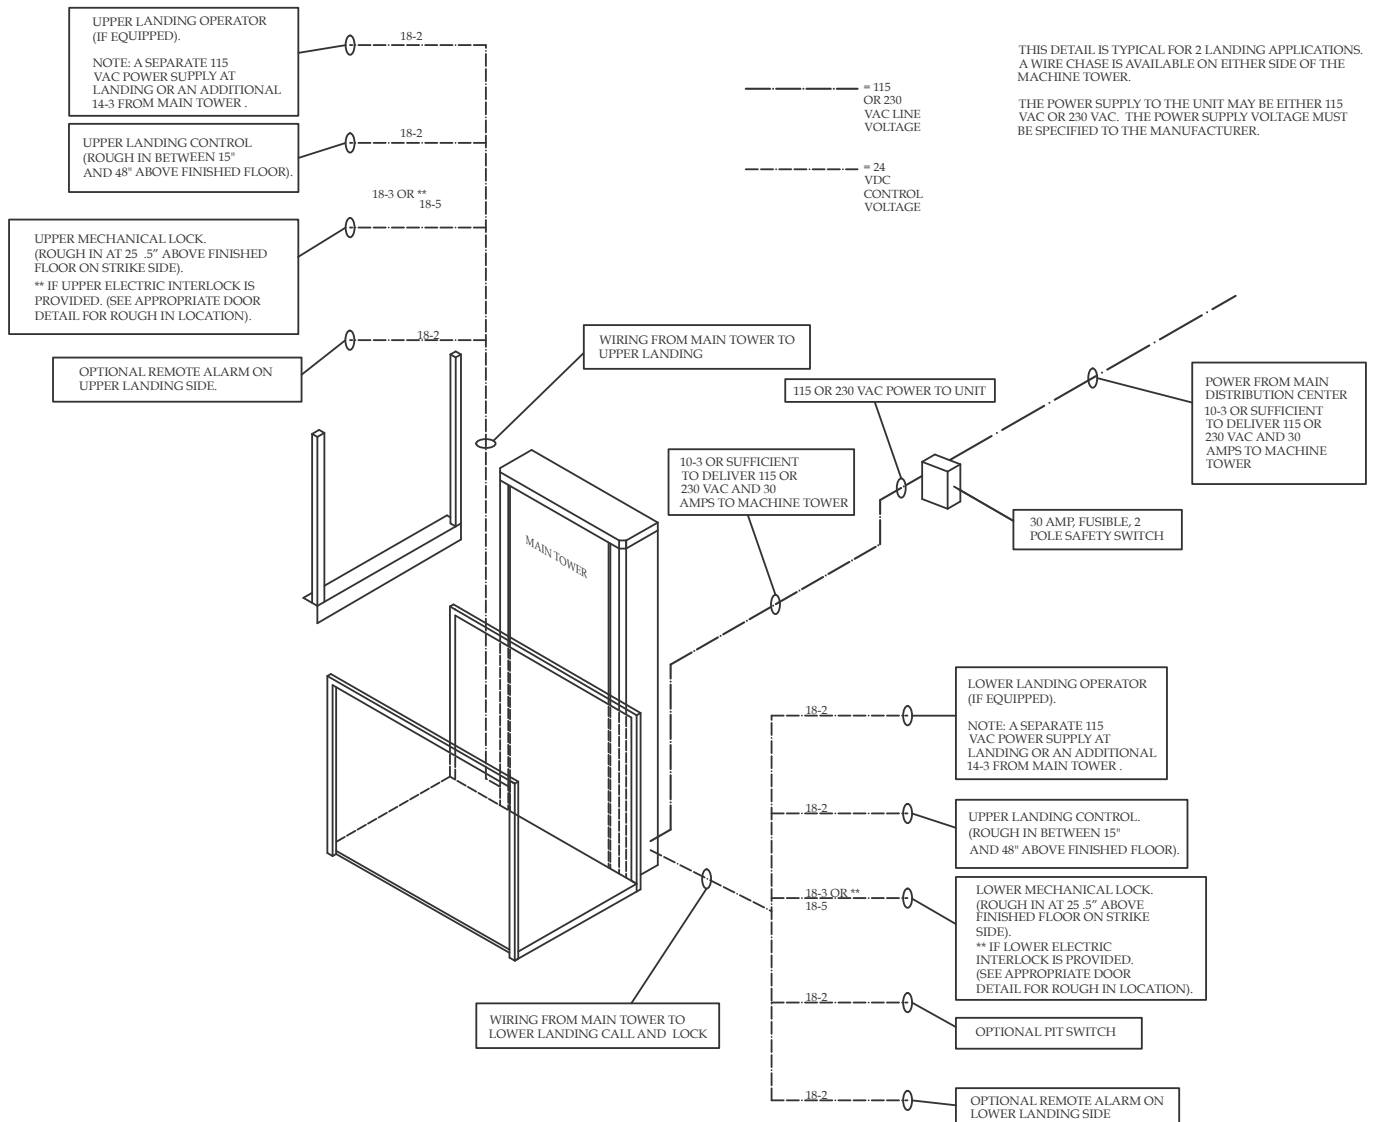 UPPER LANDING OPERATOR
(IF EQUIPPED).
NOTE: A SEPARATE 115
VAC POWER SUPPLY AT
LANDING OR AN ADDITIONAL
14-3 FROM MAIN TOWER .
18-2
UPPER LANDING CONTROL
(ROUGH IN BETWEEN 15"
AND 48" ABOVE FINISHED FLOOR).
18-2
UPPER MECHANICAL LOCK.
(ROUGH IN AT 25 .5″ ABOVE FINISHED
FLOOR ON STRIKE SIDE).
** IF UPPER ELECTRIC INTERLOCK IS
PROVIDED. (SEE APPROPRIATE DOOR
DETAIL FOR ROUGH IN LOCATION).
18-3 OR **
18-5
OPTIONAL REMOTE ALARM ON
UPPER LANDING SIDE.
18-2
= 115
OR 230
VAC LINE
VOLTAGE
= 24
VDC
CONTROL
VOLTAGE
THIS DETAIL IS TYPICAL FOR 2 LANDING APPLICATIONS.
A WIRE CHASE IS AVAILABLE ON EITHER SIDE OF THE
MACHINE TOWER.
THE POWER SUPPLY TO THE UNIT MAY BE EITHER 115
VAC OR 230 VAC.  THE POWER SUPPLY VOLTAGE MUST
BE SPECIFIED TO THE MANUFACTURER.
WIRING FROM MAIN TOWER TO
UPPER LANDING
115 OR 230 VAC POWER TO UNIT
POWER FROM MAIN
DISTRIBUTION CENTER
10-3 OR SUFFICIENT
TO DELIVER 115 OR
230 VAC AND 30
AMPS TO MACHINE
TOWER
10-3 OR SUFFICIENT
TO DELIVER 115 OR
230 VAC AND 30
AMPS TO MACHINE TOWER
30 AMP, FUSIBLE, 2
POLE SAFETY SWITCH
MAIN TOWER
LOWER LANDING OPERATOR
(IF EQUIPPED).
NOTE: A SEPARATE 115
VAC POWER SUPPLY AT
LANDING OR AN ADDITIONAL
14-3 FROM MAIN TOWER .
18-2
UPPER LANDING CONTROL.
(ROUGH IN BETWEEN 15"
AND 48" ABOVE FINISHED FLOOR).
18-2
LOWER MECHANICAL LOCK.
(ROUGH IN AT 25 .5″ ABOVE
FINISHED FLOOR ON STRIKE
SIDE).
** IF LOWER ELECTRIC
INTERLOCK IS PROVIDED.
(SEE APPROPRIATE DOOR
DETAIL FOR ROUGH IN LOCATION).
18-3 OR **
18-5
WIRING FROM MAIN TOWER TO
LOWER LANDING CALL AND  LOCK
18-2
OPTIONAL PIT SWITCH
18-2
OPTIONAL REMOTE ALARM ON
LOWER LANDING SIDE